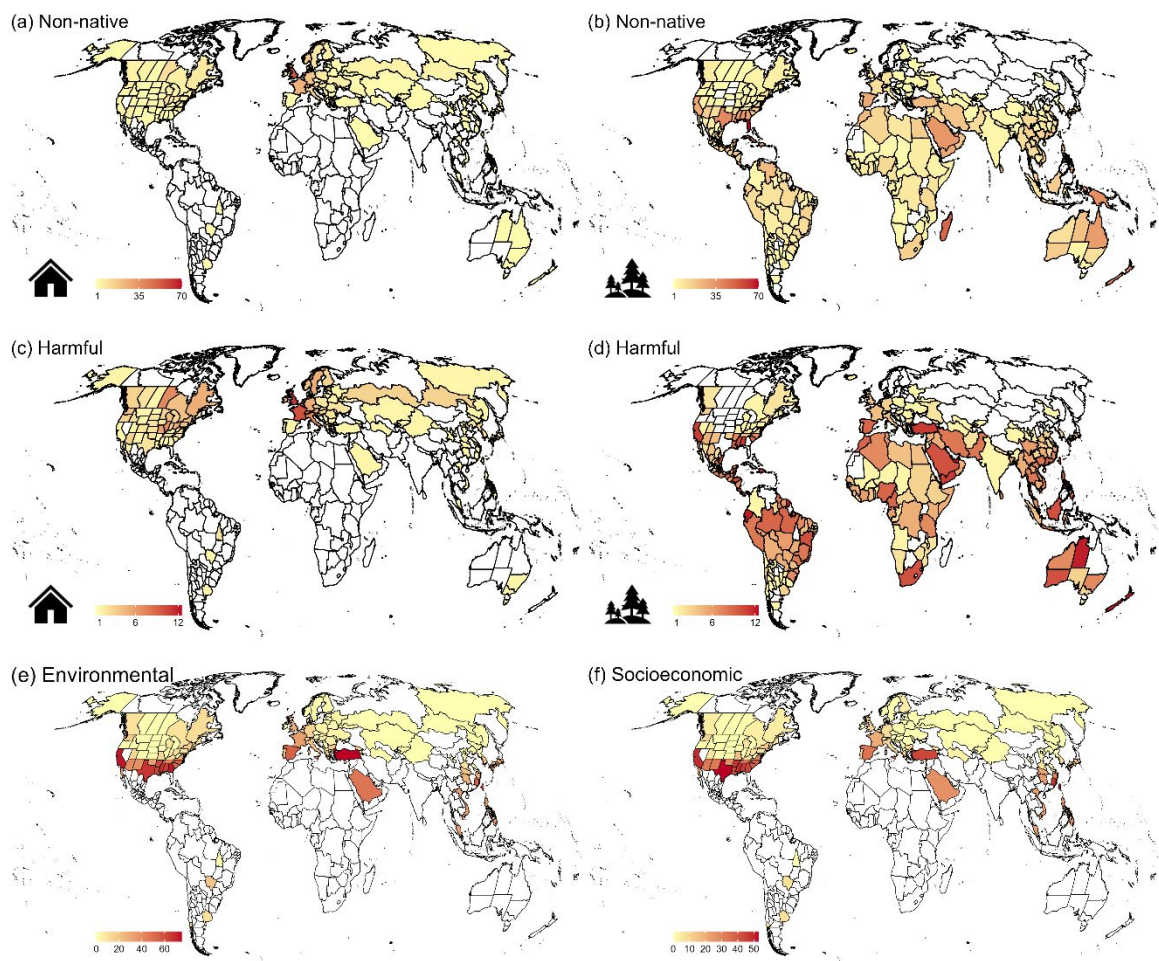 (a) Non-native
(b) Non-native
1 35 70
1 35 70
(c) Harmful
(d) Harmful
1 6 12
1 6 12
(e) Environmental
(f) Socioeconomic
0 20 40 60
0 10 20 30 40 50